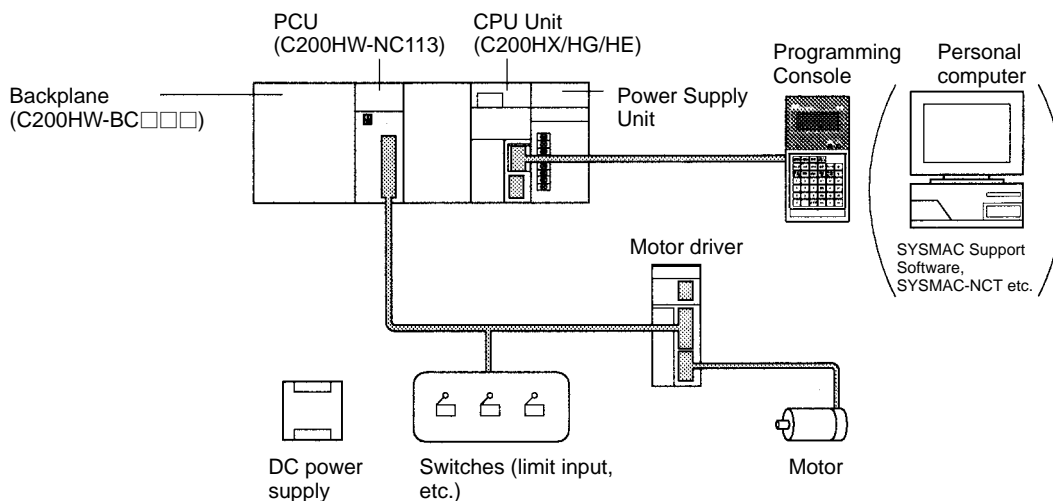 PCU
(C200HW-NC113)
CPU Unit
(C200HX/HG/HE)
Programming
Console
Personal
computer
Backplane
(C200HW-BC□□□)
Power Supply
Unit
SYSMAC Support
Software,
SYSMAC-NCT etc.
Motor driver
DC power
supply
Switches (limit input,
etc.)
Motor